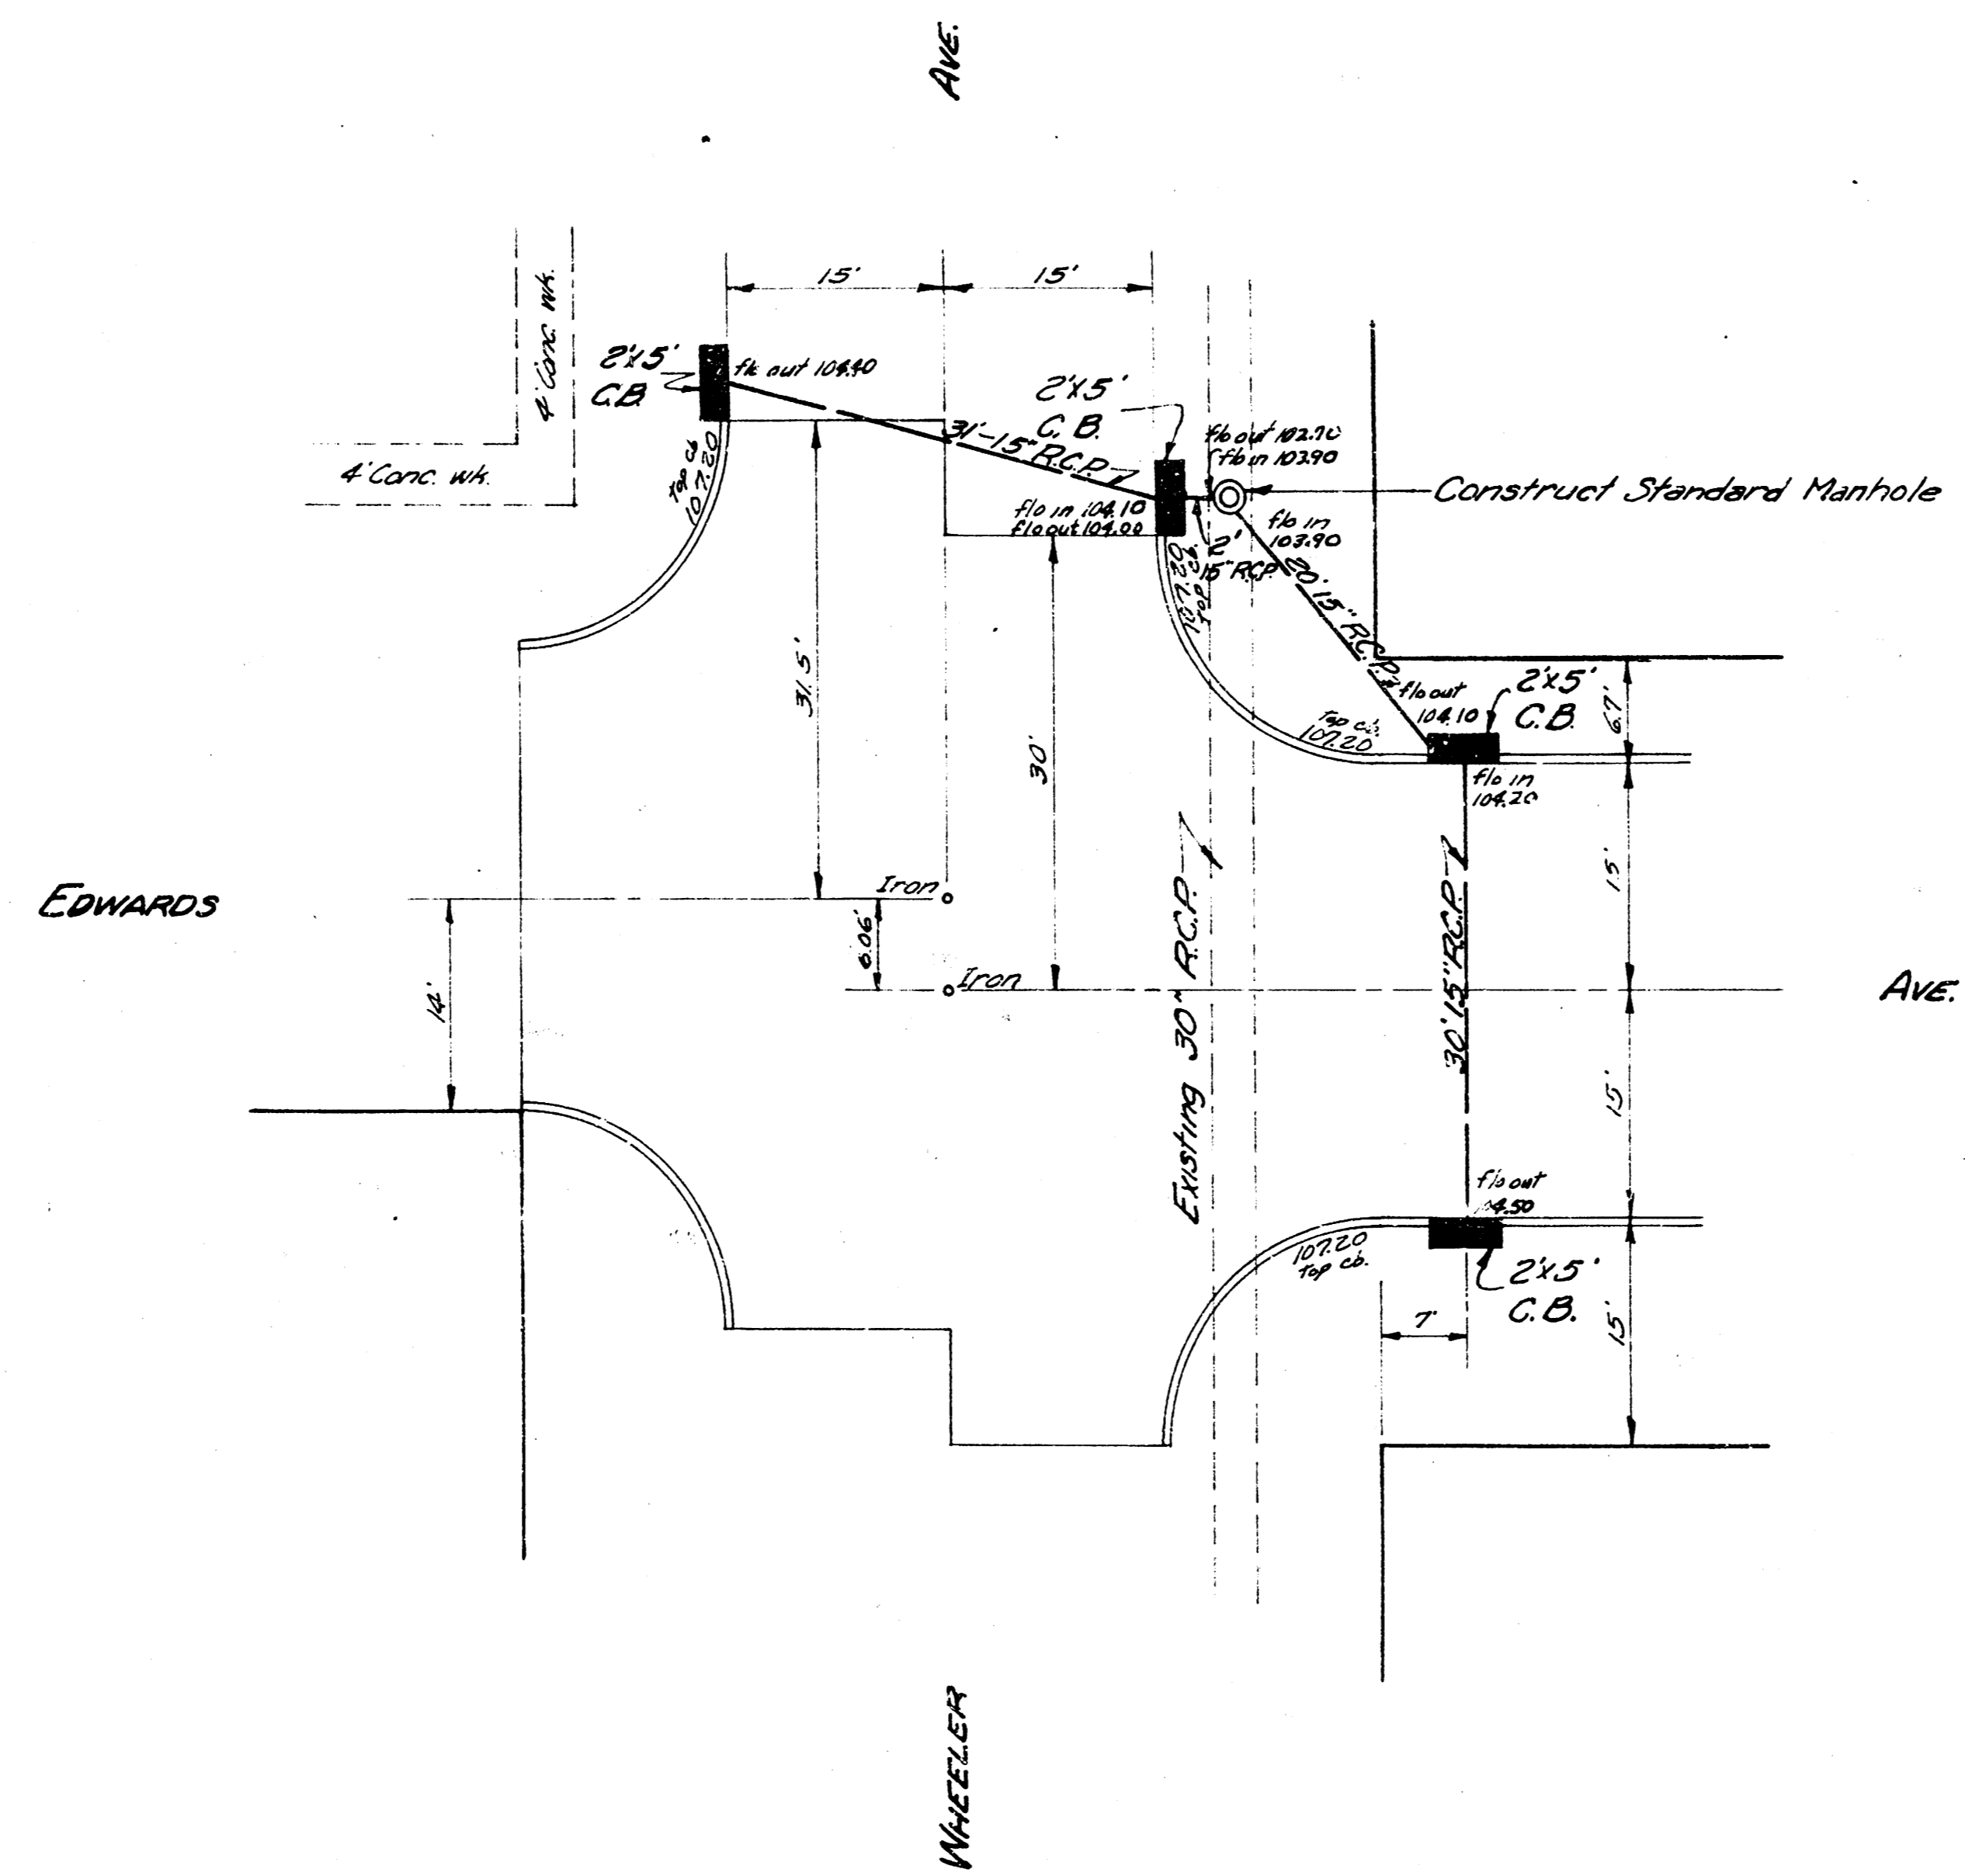 AVE.
15'
15'
4' Conc. wk.
2'x5'
C.B.
flo out 104.40
2'x5'
C.B.
flo out 102.70
flo in 103.90
4' Conc. wk.
Top cb
107.20
31'-15" R.C.P.
Construct Standard Manhole
flo in 104.10
flo out 104.00
flo in
103.90
2'
15" R.C.P.
107.20
Top cb.
20' 15" R.C.P.
31.5'
30'
flo out
104.10
2'x5'
C.B.
6.7'
Top cb.
107.20
flo in
104.20
15'
EDWARDS
Iron
6.06'
Iron
14'
Existing 30" R.C.P.
30' 15" R.C.P.
AVE.
15'
flo out
104.50
107.20
Top cb.
2'x5'
C.B.
7'
15'
WHEELER